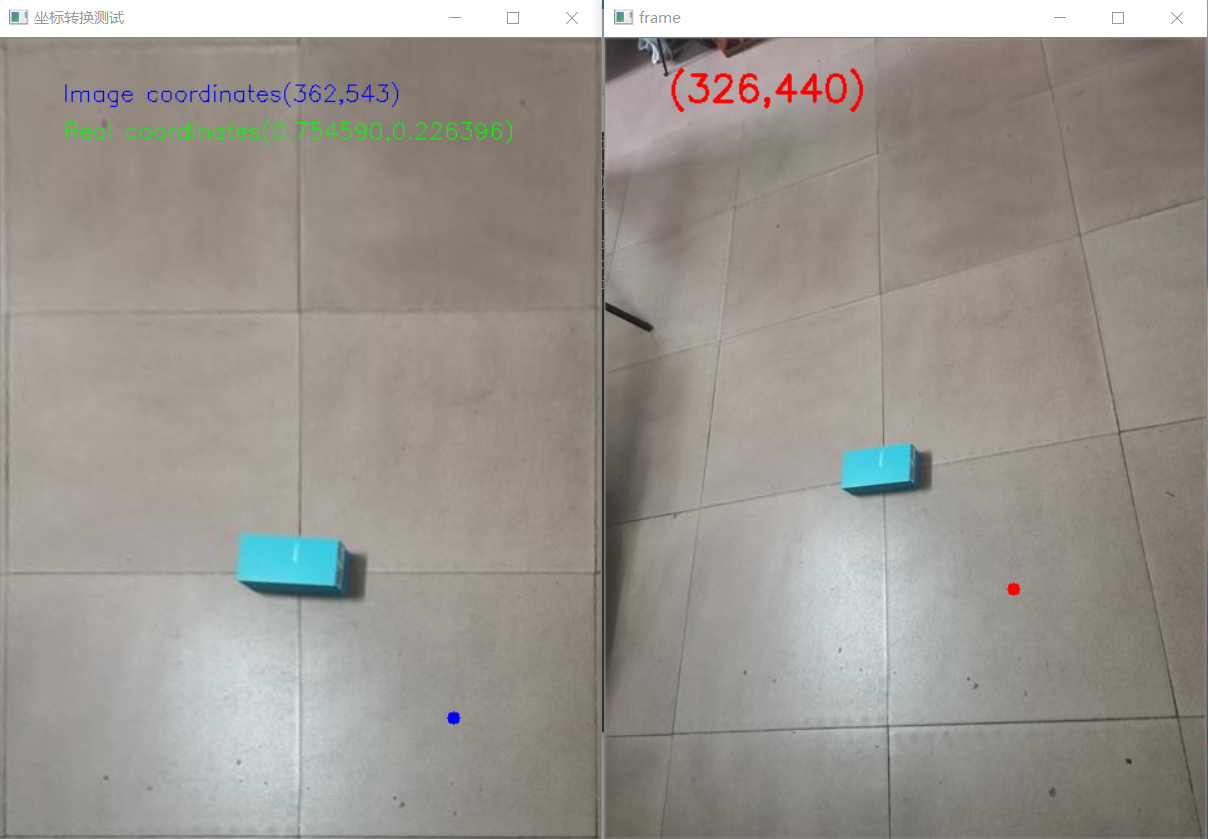 坐标转换测试
Image coordinates(362,543)
Real coordinates(0.754590,0.226396)
frame
(326,440)